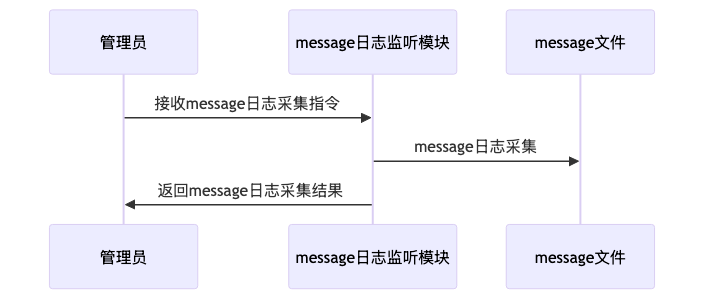 管理员
message日志监听模块
message文件
接收message日志采集指令
message日志采集
返回message日志采集结果
管理员
message日志监听模块
message文件